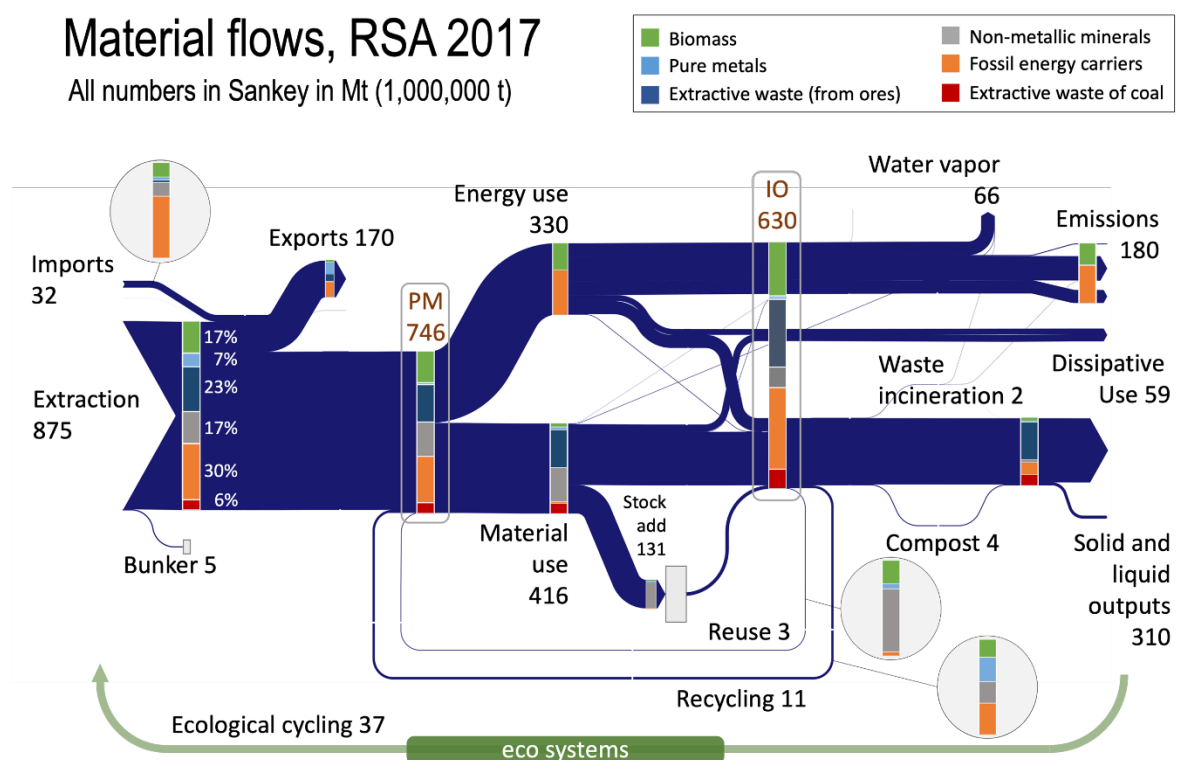 Material flows, RSA 2017
All numbers in Sankey in Mt (1,000,000 t)
Biomass
Pure metals
Extractive waste (from ores)
Non-metallic minerals
Fossil energy carriers
Extractive waste of coal
Imports
32
Exports 170
Energy use
330
IO
630
Water vapor
66
Emissions
180
PM
746
Extraction
875
17%
7%
23%
17%
30%
6%
Bunker 5
Material
use
416
Stock
add
131
Waste
incineration 2
Dissipative
Use 59
Compost 4
Solid and
liquid
outputs
310
Reuse 3
Recycling 11
Ecological cycling 37
eco systems